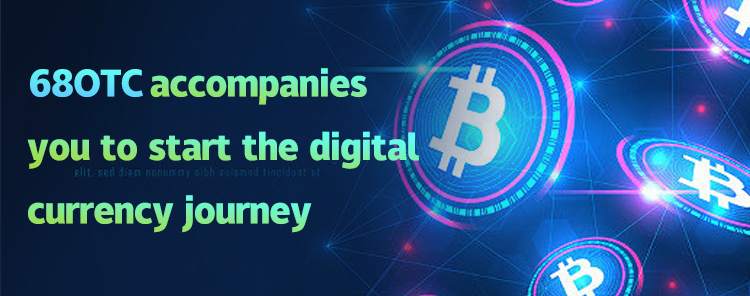 68OTC accompanies
you to start the digital
elit, sed diam nonummy nibh euismod tincidunt ut
currency journey